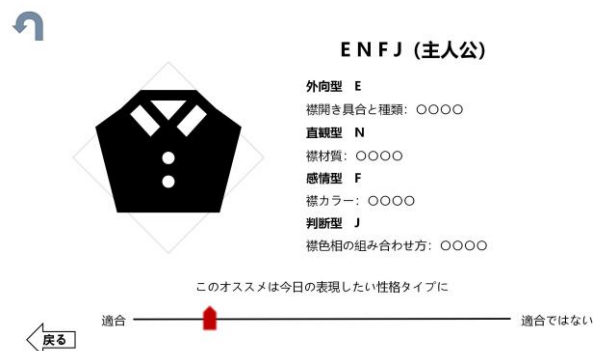 ENFJ（主人公）
外向型 E
襟開き具合と種類：〇〇〇〇
直観型 N
襟材質：〇〇〇〇
感情型 F
襟カラー：〇〇〇〇
判断型 J
襟色相の組み合わせ方：〇〇〇〇
このオススメは今日の表現したい性格タイプに
適合
適合ではない
戻る